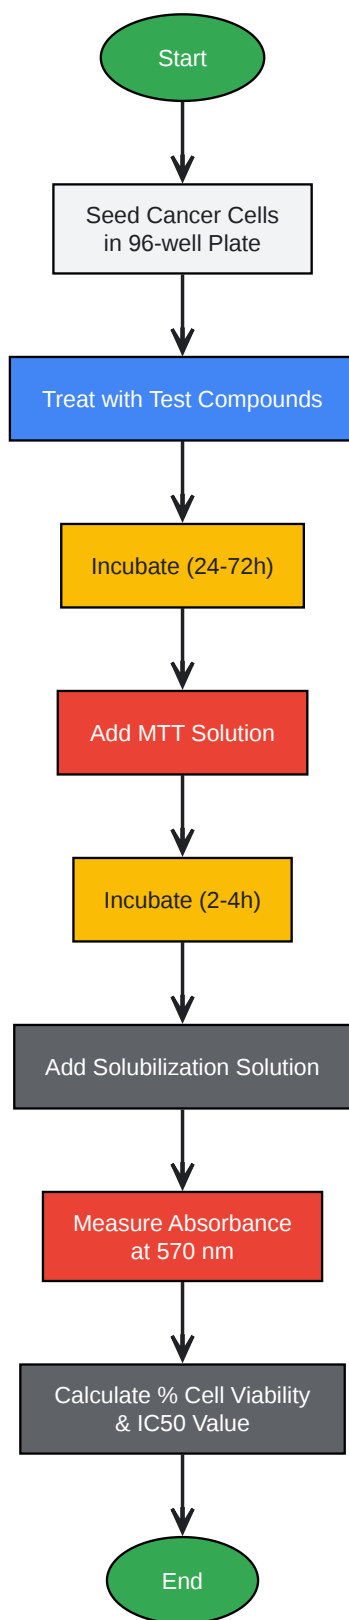 Start
Seed Cancer Cells
in 96-well Plate
Treat with Test Compounds
Incubate (24-72h)
Add MTT Solution
Incubate (2-4h)
Add Solubilization Solution
Measure Absorbance
at 570 nm
Calculate % Cell Viability
& IC50 Value
End